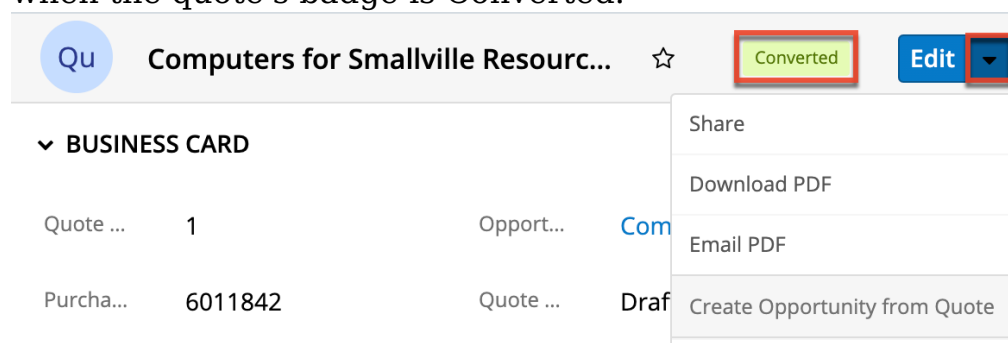 when the quote's badge is Converted.
Qu Computers for Smallville Resourc... Converted Edit
Share
BUSINESS CARD
Download PDF
Quote ... 1 Opport... Com
Email PDF
Purcha... 6011842 Quote ... Draf
Create Opportunity from Quote